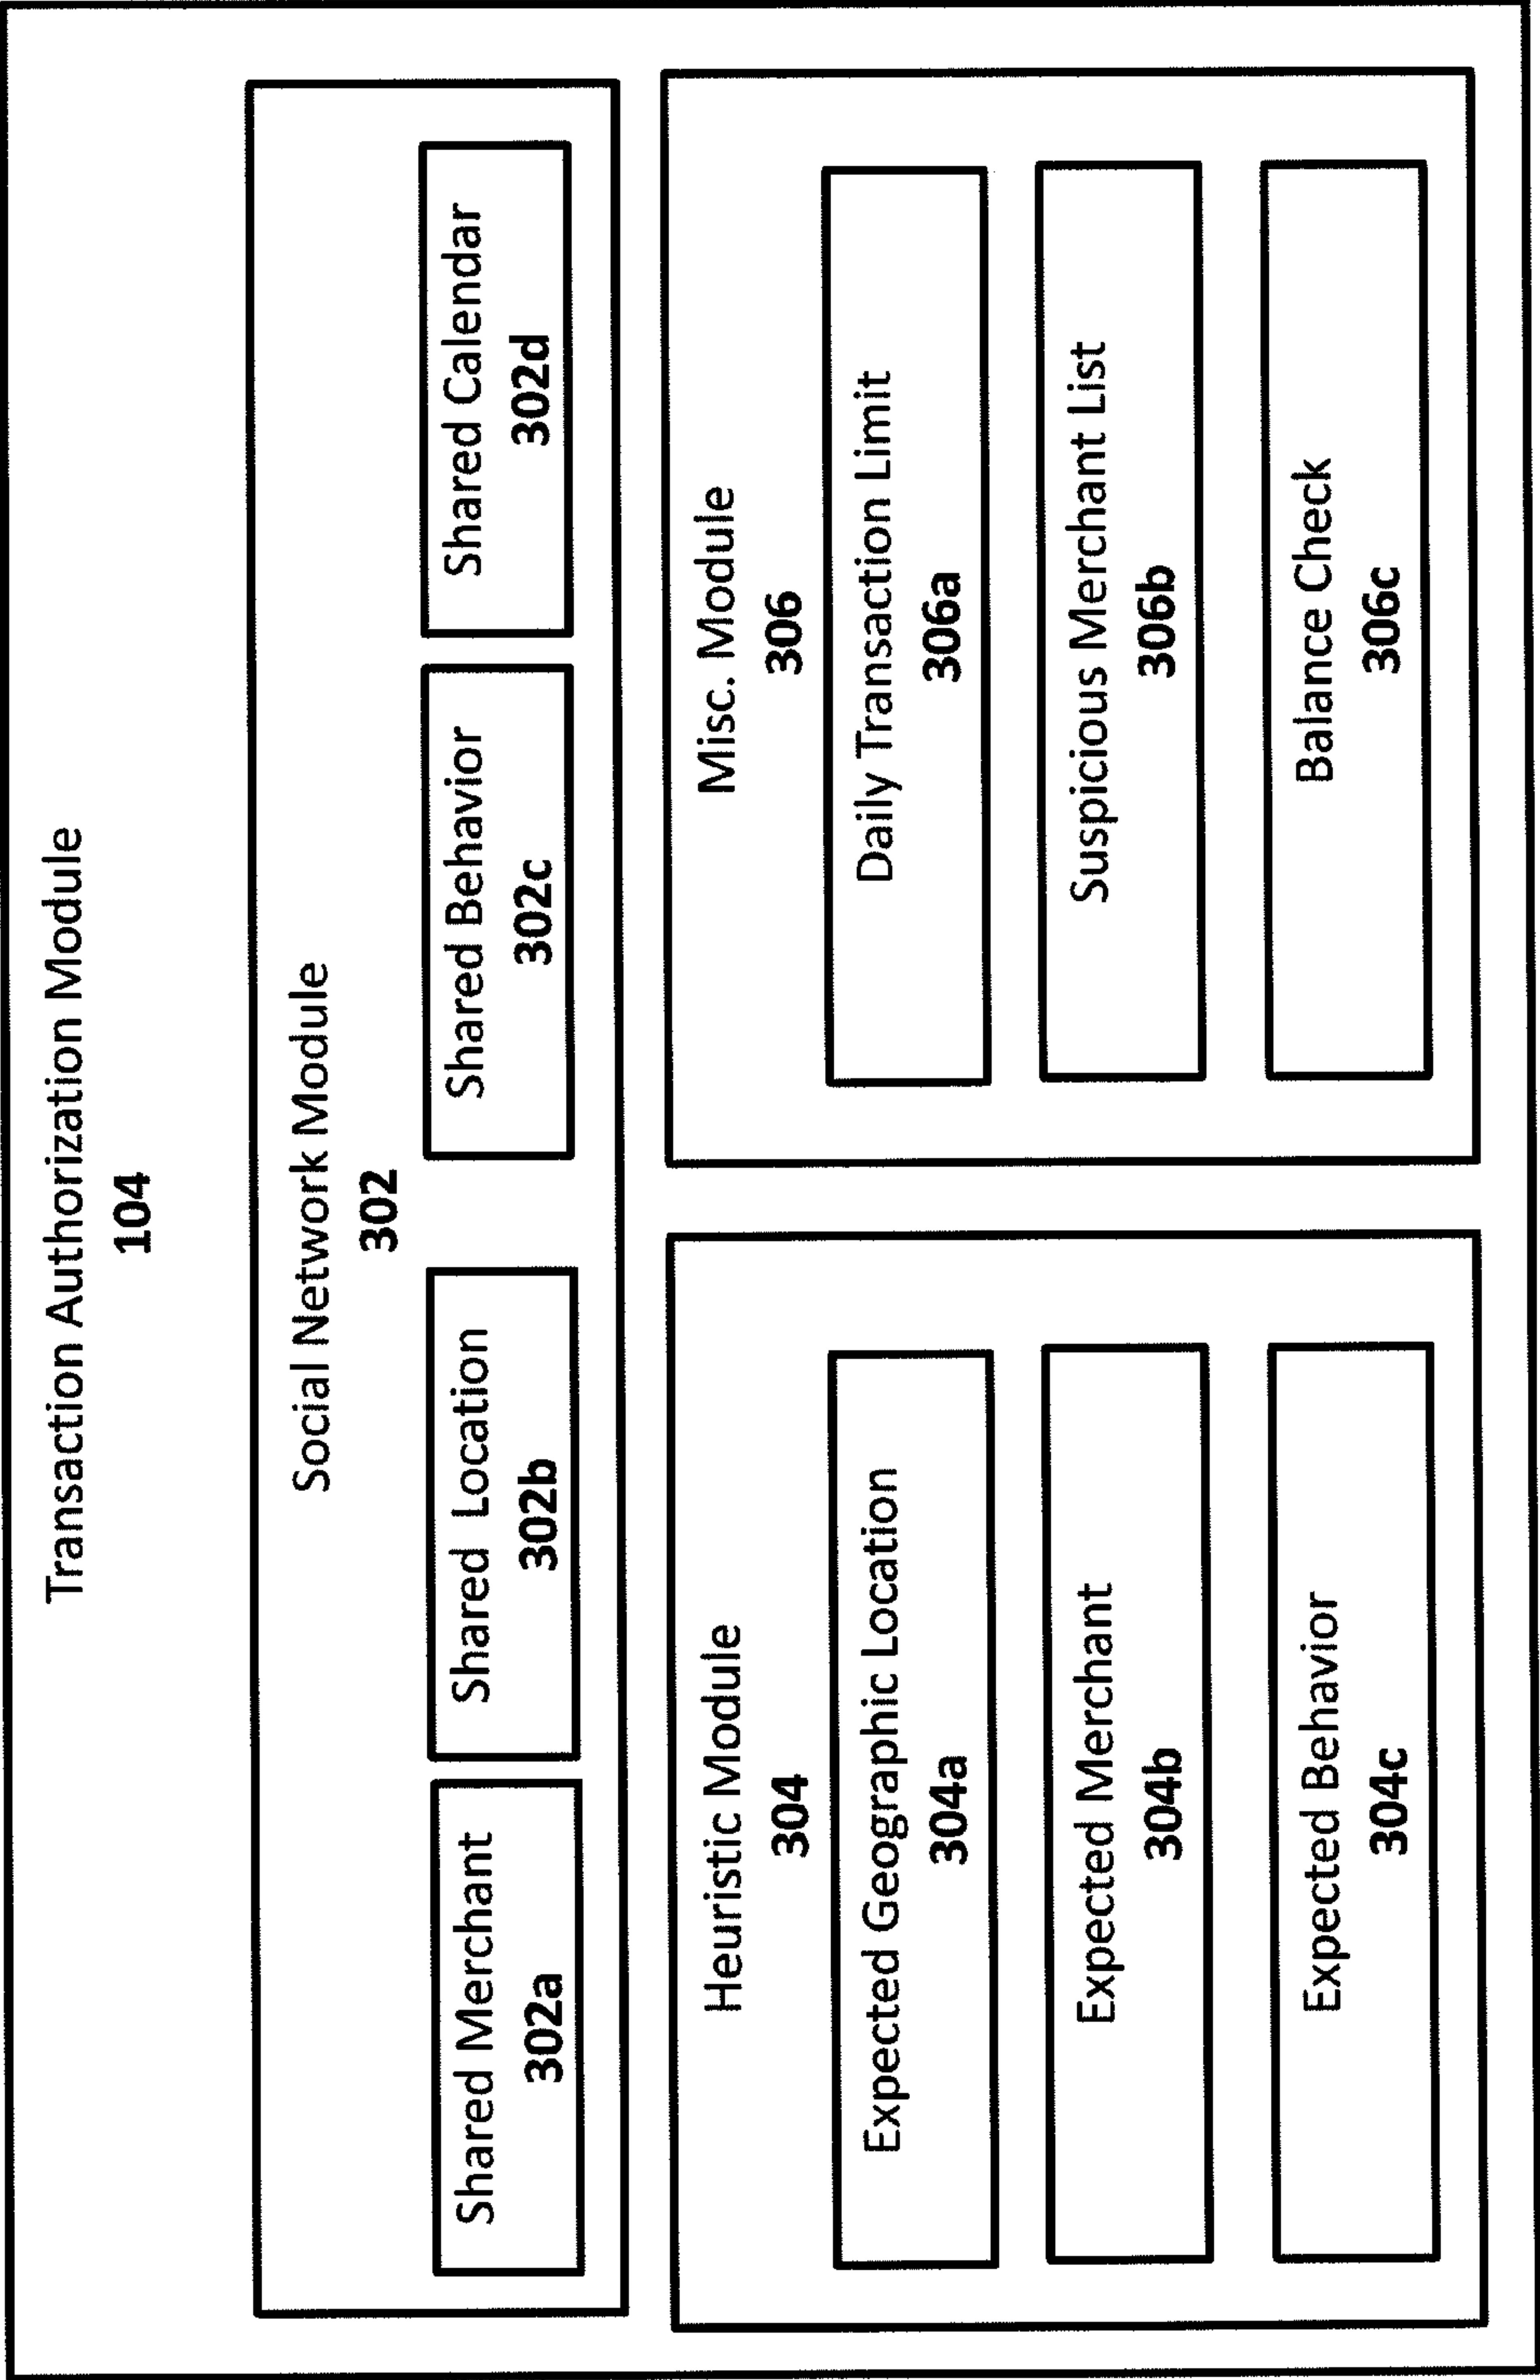 Transaction Authorization Module
104
Social Network Module
302
Shared Merchant
302a
Shared Location
302b
Shared Behavior
302c
Shared Calendar
302d
Heuristic Module
304
Expected Geographic Location
304a
Expected Merchant
304b
Expected Behavior
304c
Misc. Module
306
Daily Transaction Limit
306a
Suspicious Merchant List
306b
Balance Check
306c